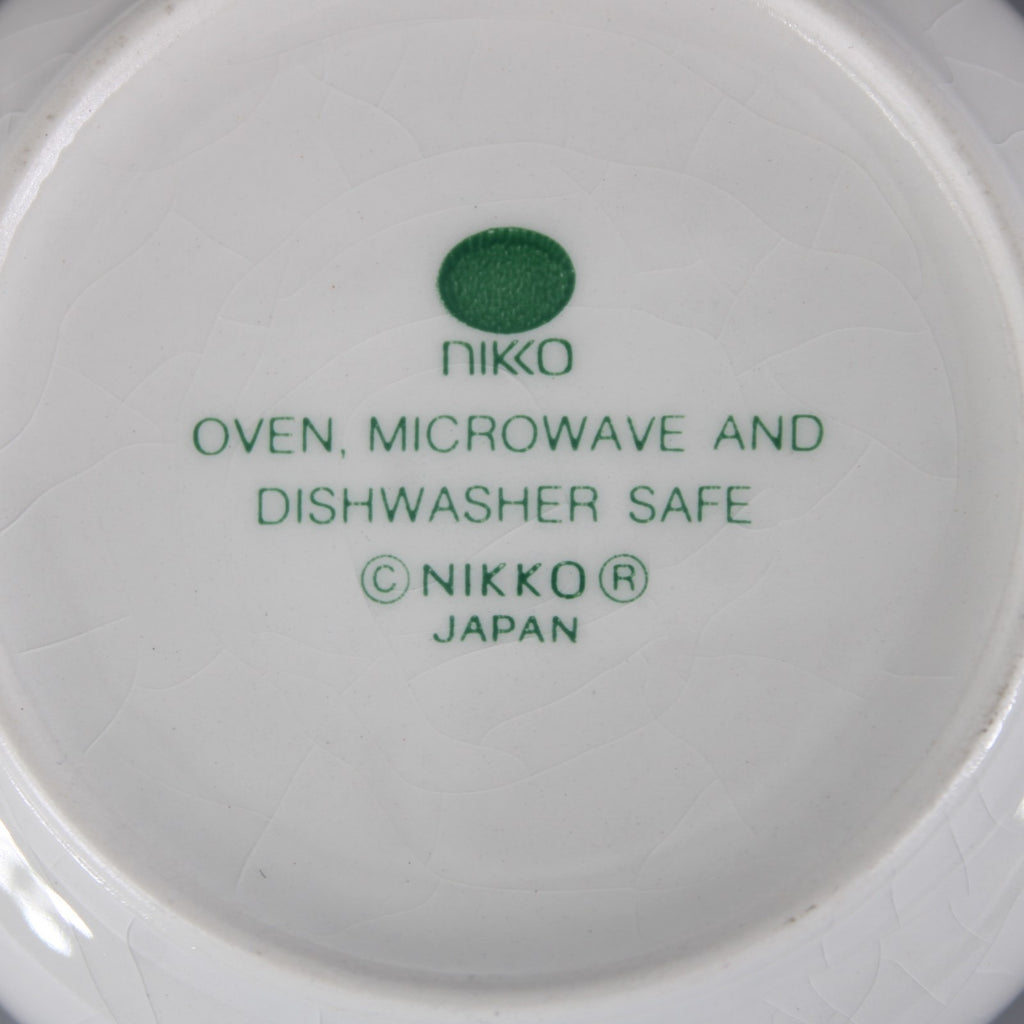 NIKKO
OVEN, MICROWAVE AND
DISHWASHER SAFE
©NIKKO®
JAPAN